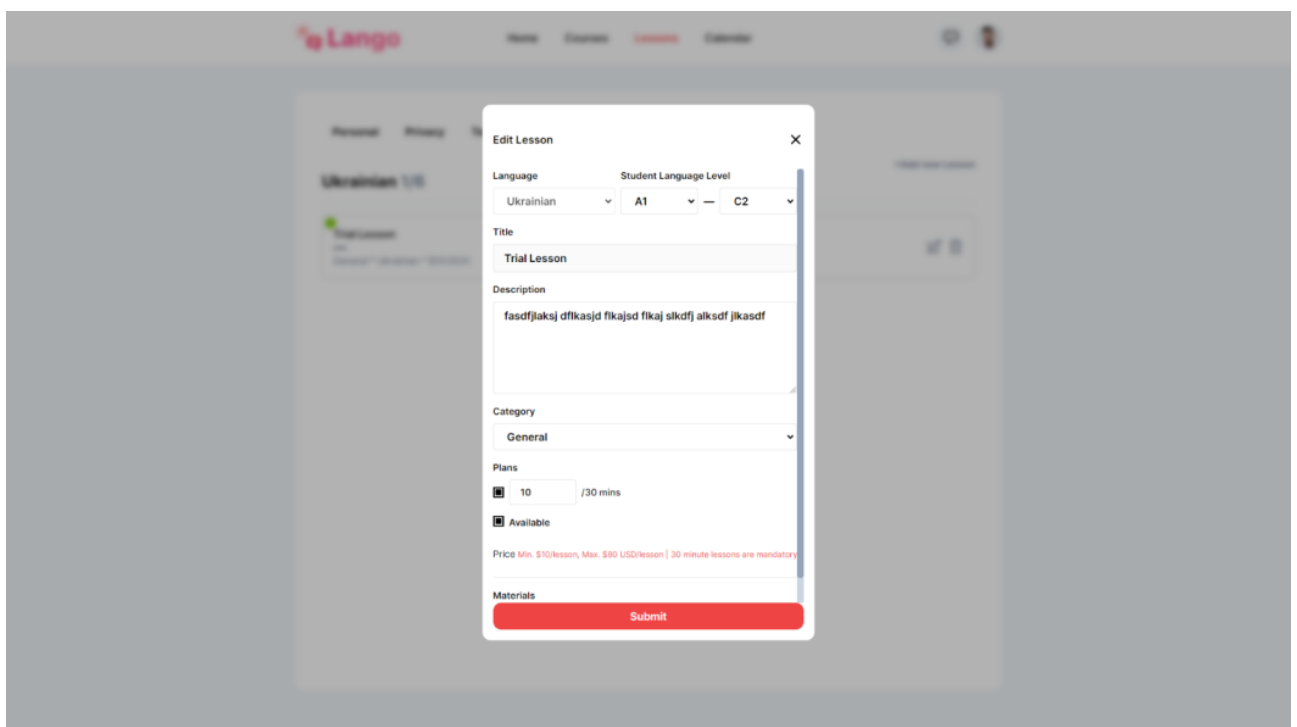 Lango
Home Courses Lessons Calendar
Personal Privacy
Edit Lesson
Ukrainian 1/6
Language Student Language Level
Ukrainian A1 — C2
Title
Trial Lesson
Trial Lesson
Description
fasdfjlaksj dflkasjd flkajsd flkaj slkdfj alksdf jlkasdf
Category
General
Plans
10 /30 mins
Available
Price Min. $10/lesson, Max. $80 USD/lesson | 30 minute lessons are mandatory
Materials
Submit